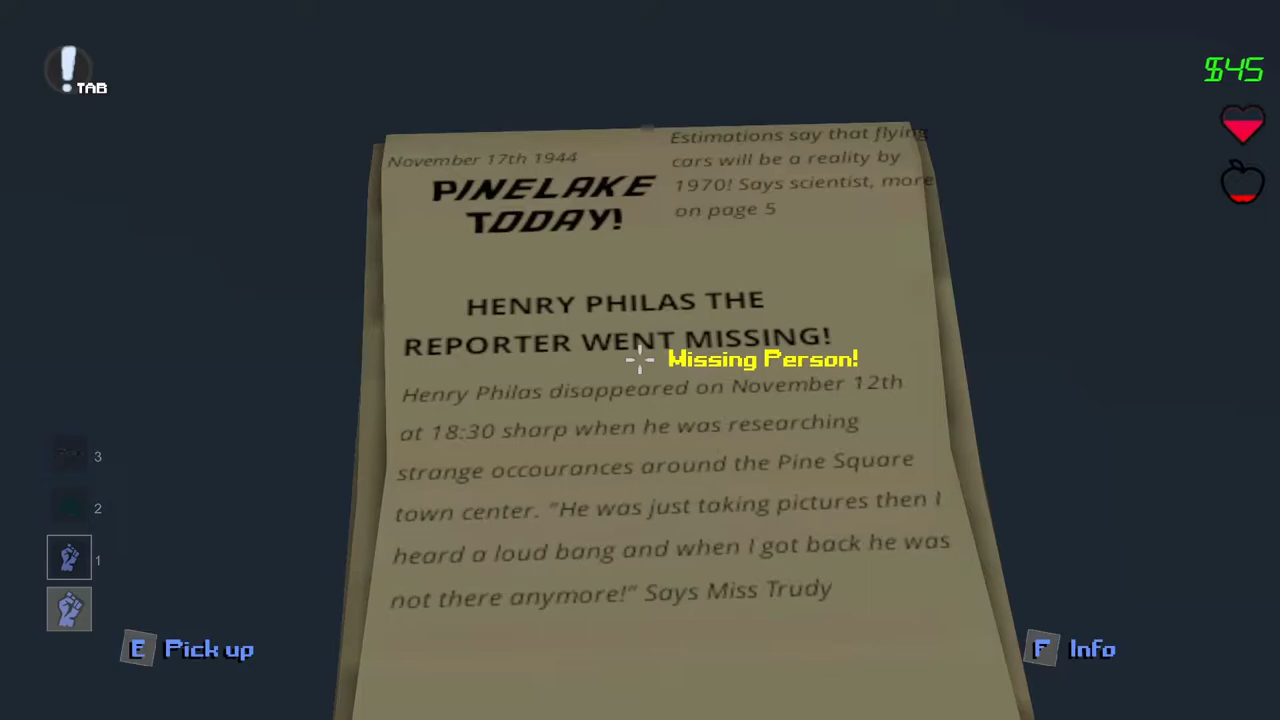 TAB
$45
November 17th 1944
PINELAKE
TODAY!
Estimations say that flying
cars will be a reality by
1970! Says scientist, more
on page 5
HENRY PHILAS THE
REPORTER WENT MISSING!
Missing Person!
Henry Philas disappeared on November 12th
at 18:30 sharp when he was researching
strange occourances around the Pine Square
town center. "He was just taking pictures then I
heard a loud bang and when I got back he was
not there anymore!" Says Miss Trudy
3
2
1
E Pick up
F Info